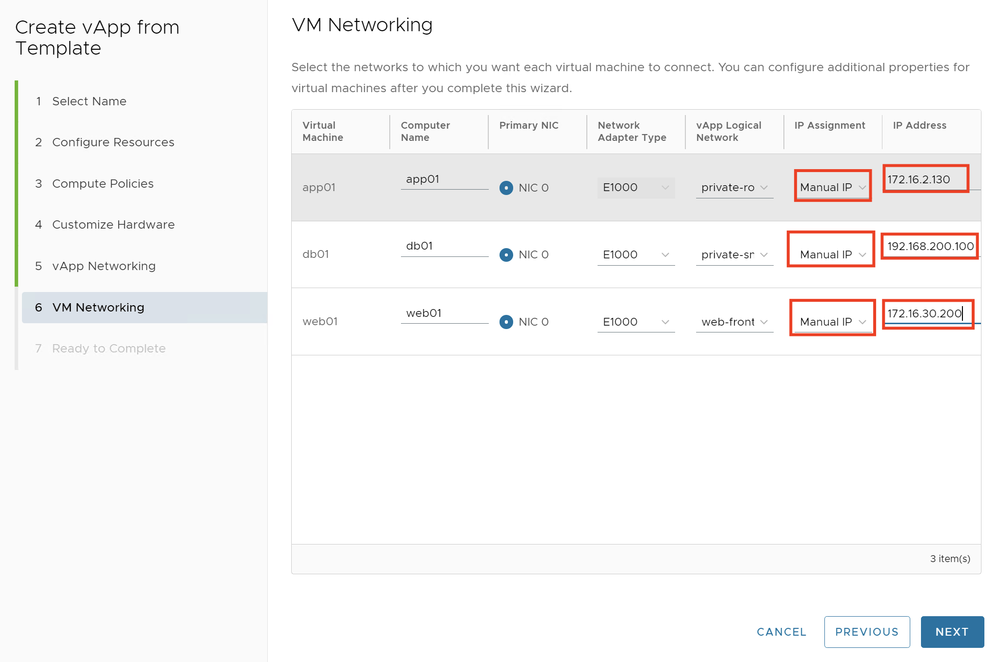 Create vApp from
Template
1 Select Name
2 Configure Resources
3 Compute Policies
4 Customize Hardware
5 vApp Networking
6 VM Networking
7 Ready to Complete
VM Networking
Select the networks to which you want each virtual machine to connect. You can configure additional properties for
virtual machines after you complete this wizard.
Virtual Machine Computer Name Primary NIC Network Adapter Type vApp Logical Network IP Assignment IP Address
app01 app01 NIC 0 E1000 private-ro Manual IP 172.16.2.130
db01 db01 NIC 0 E1000 private-sr Manual IP 192.168.200.100
web01 web01 NIC 0 E1000 web-front Manual IP 172.16.30.200
3 item(s)
CANCEL PREVIOUS NEXT